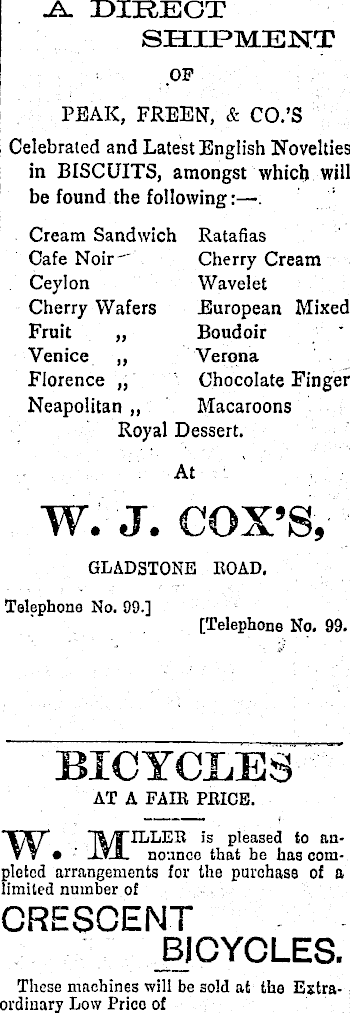 A DIRECT
SHIPMENT
OF
PEAK, FREEN, & CO.'S
Celebrated and Latest English Novelties
in BISCUITS, amongst which will
be found the following:—
Cream Sandwich Ratafias
Cafe Noir Cherry Cream
Ceylon Wavelet
Cherry Wafers European Mixed
Fruit ,, Boudoir
Venice ,, Verona
Florence ,, Chocolate Finger
Neapolitan ,, Macaroons
Royal Dessert.
At
W. J. COX'S,
GLADSTONE ROAD.
Telephone No. 99.]
[Telephone No. 99.
BICYCLES
AT A FAIR PRICE.
W. MILLER is pleased to an-
nounce that he has com-
pleted arrangements for the purchase of a
limited number of
CRESCENT
BICYCLES.
These machines will be sold at the Extra-
ordinary Low Price of